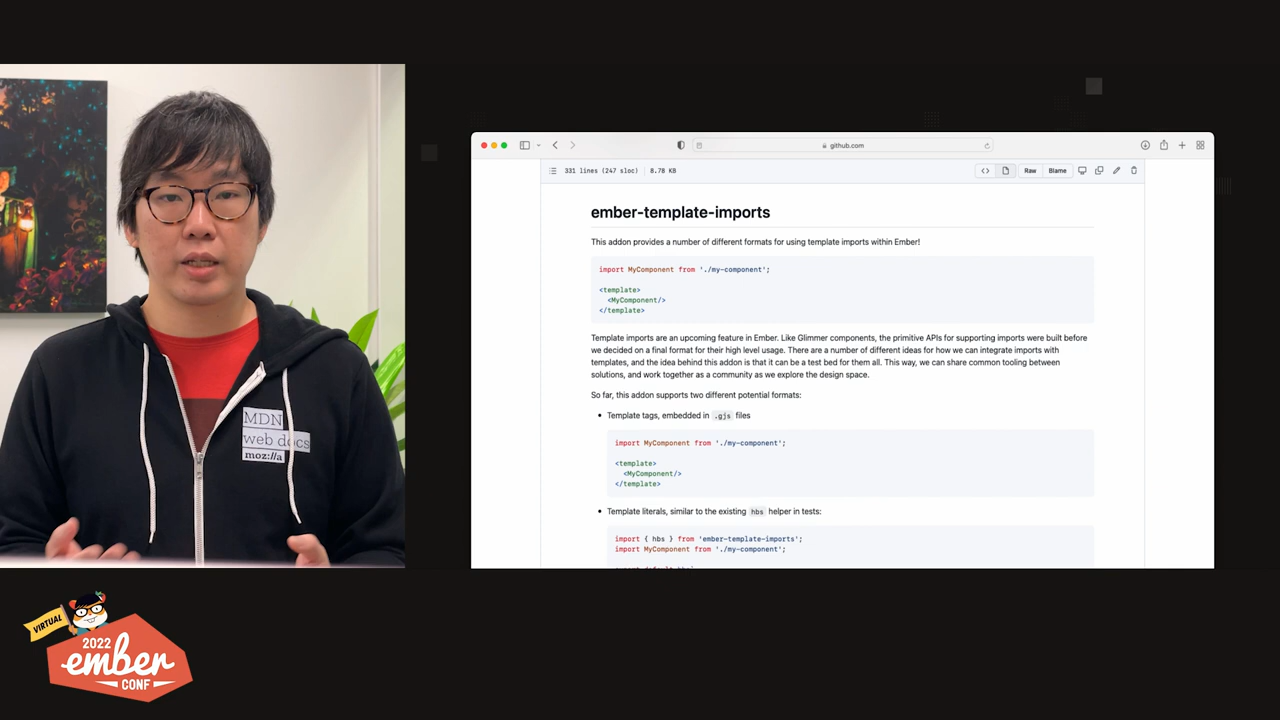 MDN
web docs
moz://a
github.com
331 lines (247 sloc)
8.78 KB
Raw
Blame
ember-template-imports
This addon provides a number of different formats for using template imports within Ember!
import MyComponent from './my-component';
<template>
<MyComponent/>
</template>
Template imports are an upcoming feature in Ember. Like Glimmer components, the primitive APIs for supporting imports were built before
we decided on a final format for their high level usage. There are a number of different ideas for how we can integrate imports with
templates, and the idea behind this addon is that it can be a test bed for them all. This way, we can share common tooling between
solutions, and work together as a community as we explore the design space.
So far, this addon supports two different potential formats:
• Template tags, embedded in .gjs files
import MyComponent from './my-component';
<template>
<MyComponent/>
</template>
• Template literals, similar to the existing hbs helper in tests:
import { hbs } from 'ember-template-imports';
import MyComponent from './my-component';
VIRTUAL
2022
ember
CONF